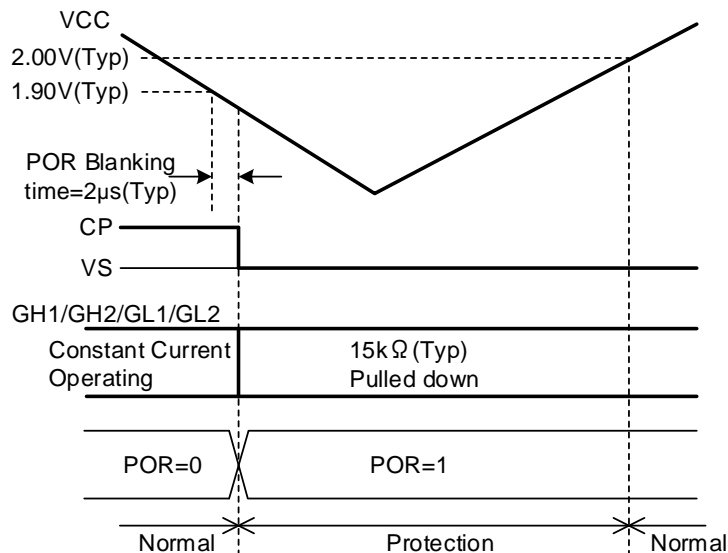 VCC
2.00V(Typ)
1.90V(Typ)
POR Blanking
time=2µs(Typ)
CP
VS
GH1/GH2/GL1/GL2
Constant Current
Operating
15kΩ(Typ)
Pulled down
POR=0
POR=1
Normal
Protection
Normal